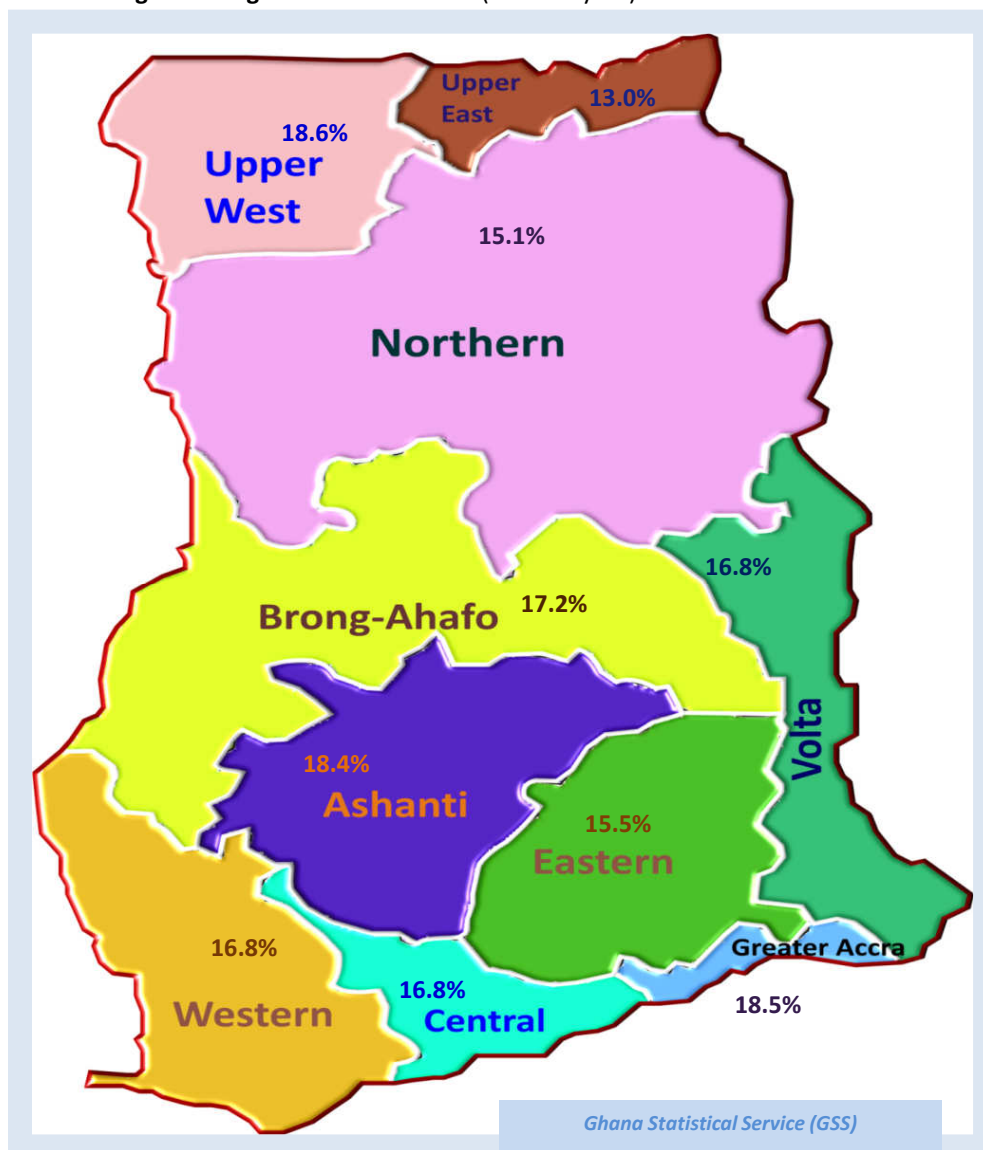 Upper
East
13.0%
18.6%
Upper
West
15.1%
Northern
16.8%
17.2%
Brong-Ahafo
Volta
18.4%
Ashanti
15.5%
Eastern
16.8%
Western
16.8%
Central
Greater Accra
18.5%
Ghana Statistical Service (GSS)